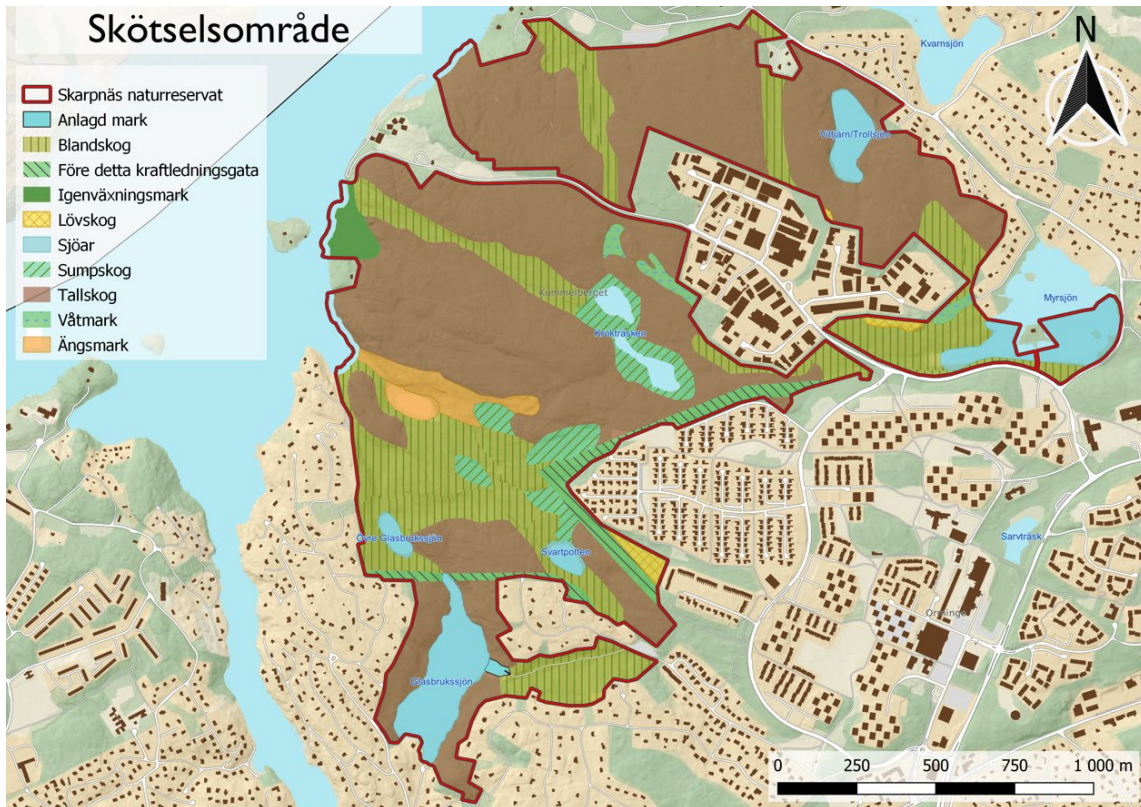 Skötselsområde
Skarpnäs naturreservat
Anlagd mark
Blandskog
Före detta kraftledningsgata
Igenväxningsmark
Lövskog
Sjöar
Sumpskog
Tallskog
Våtmark
Ängsmark
N
Kvarnsjön
Vittjärn/Trollsjön
Myrsjön
Kummelberget
Krokträsken
Sarvträsk
Övre Glasbrukssjön
Svartpotten
Orminge
Glasbrukssjön
0 250 500 750 1 000 m